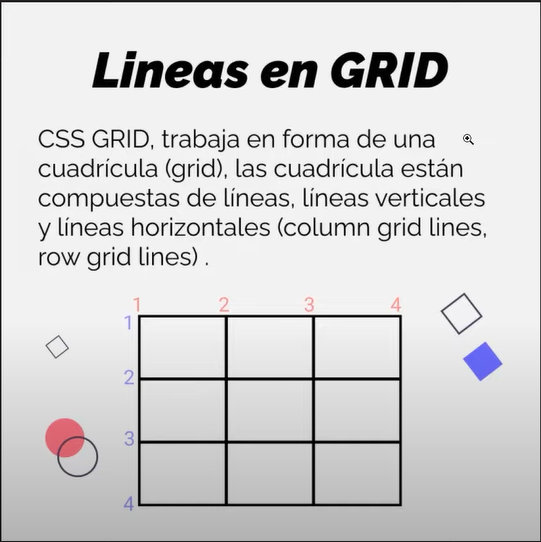 Lineas en GRID
CSS GRID, trabaja en forma de una
cuadrícula (grid), las cuadrícula están
compuestas de líneas, líneas verticales
y líneas horizontales (column grid lines,
row grid lines) .
1 2 3 4
1
2
3
4